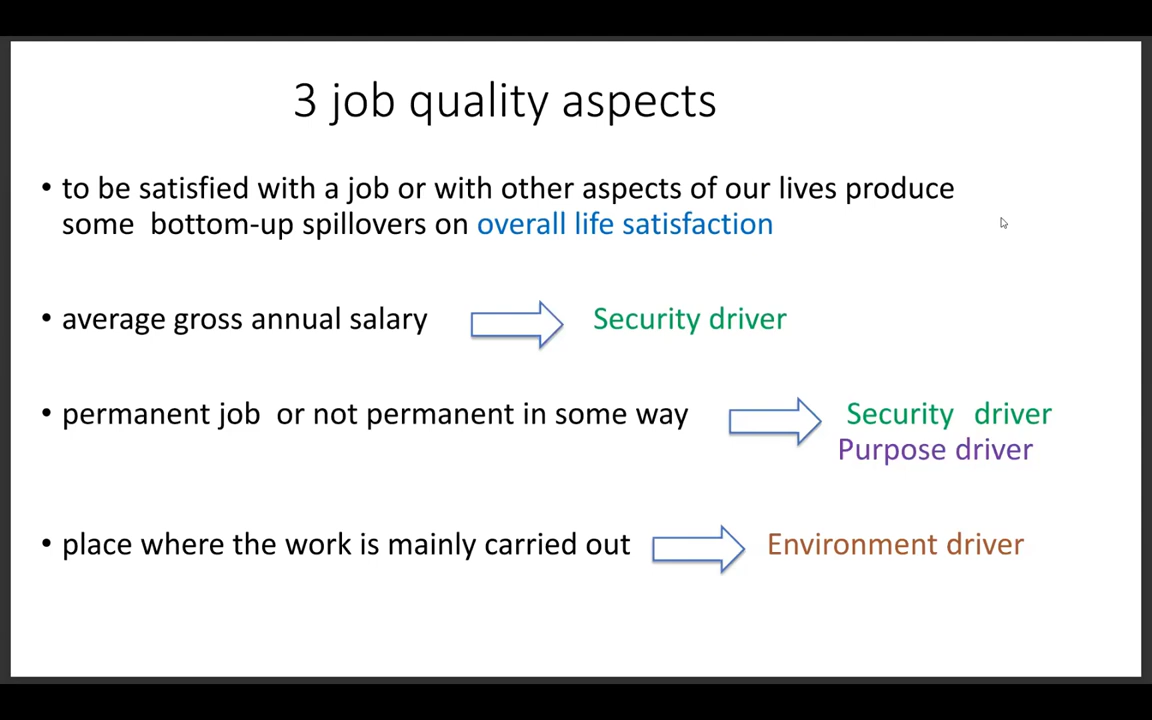 3 job quality aspects
• to be satisfied with a job or with other aspects of our lives produce
some bottom-up spillovers on overall life satisfaction
• average gross annual salary Security driver
• permanent job or not permanent in some way Security driver
Purpose driver
• place where the work is mainly carried out Environment driver